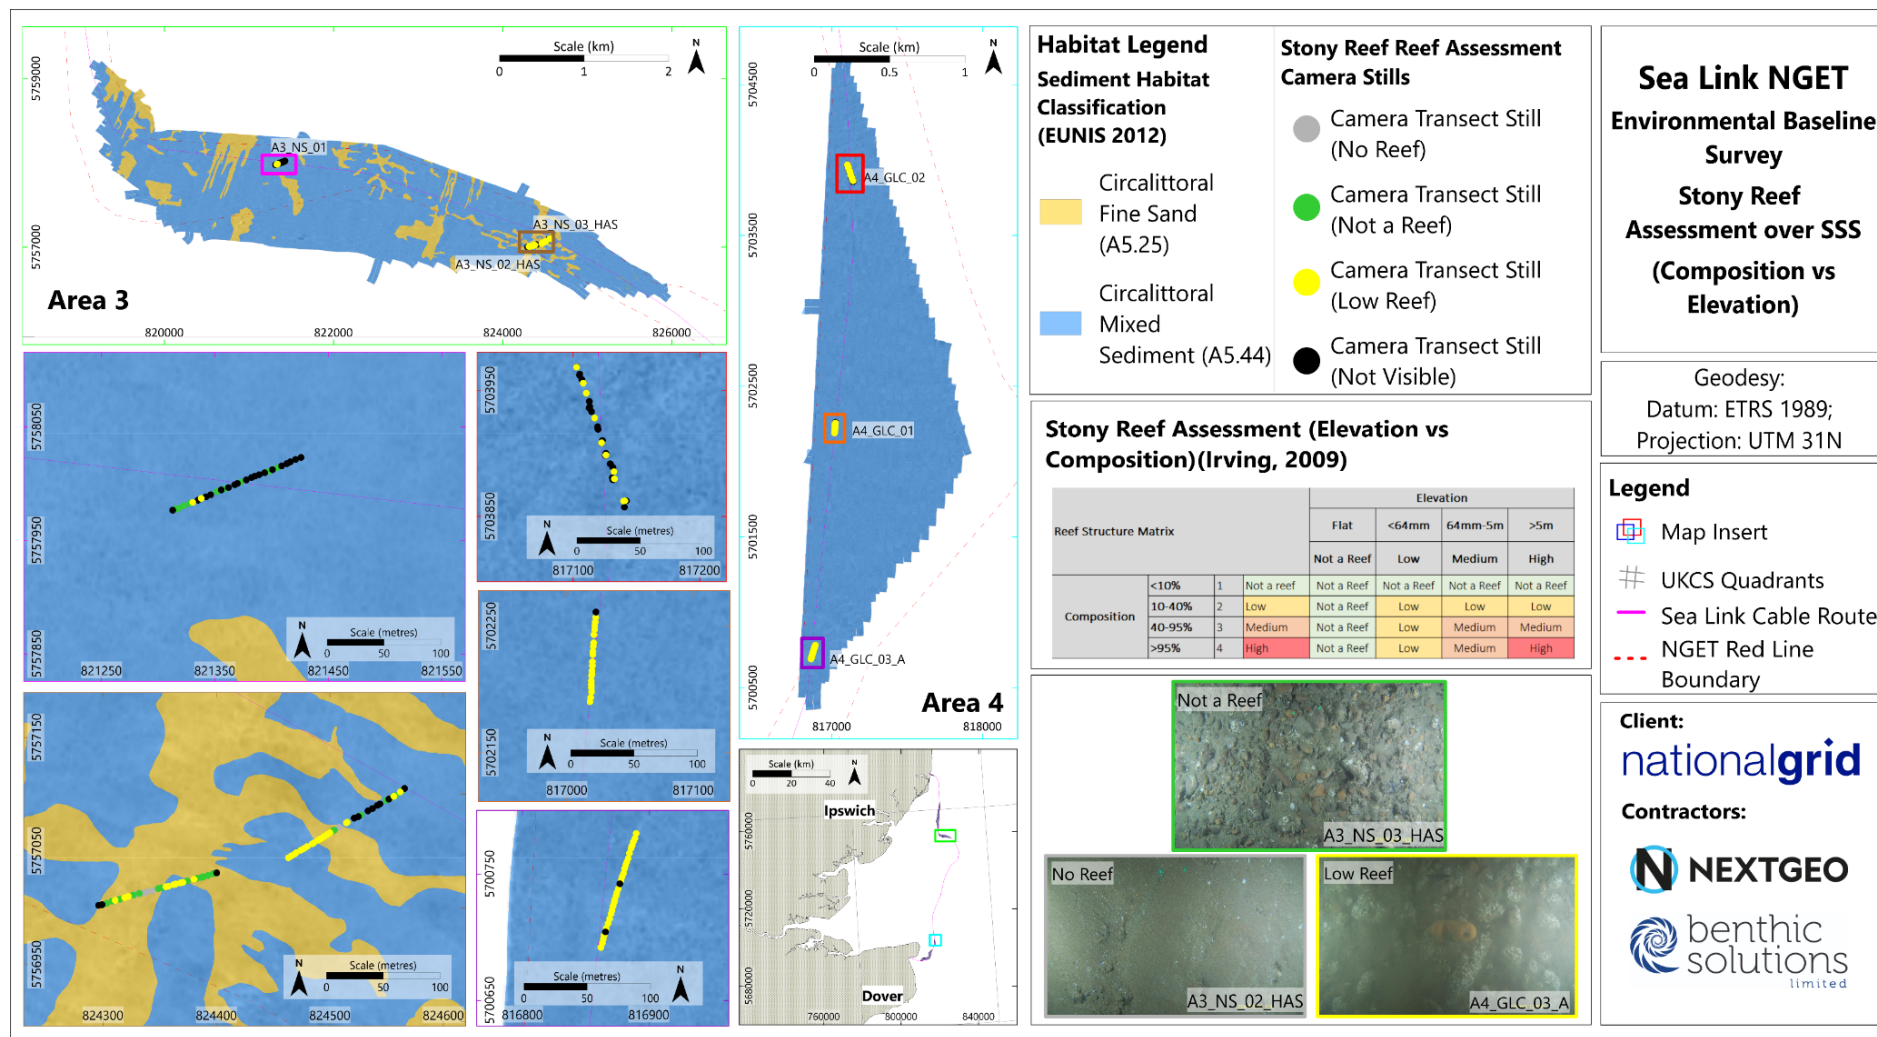 Scale (km)
0 1 2
N
5759000
5757000
A3_NS_01
A3_NS_03_HAS
A3_NS_02_HAS
Area 3
820000 822000 824000 826000
Scale (km)
0 0.5 1
N
5704500
5703500
5702500
5701500
5700500
A4_GLC_02
A4_GLC_01
A4_GLC_03_A
Area 4
817000 818000
5758050
5757950
5757850
N
Scale (metres)
0 50 100
821250 821350 821450 821550
5703950
5703850
N
Scale (metres)
0 50 100
817100 817200
5702250
5702150
N
Scale (metres)
0 50 100
817000 817100
5757150
5757050
5756950
N
Scale (metres)
0 50 100
824300 824400 824500 824600
5700750
5700650
Scale (metres)
0 50 100
N
816800 816900
Scale (km)
0 20 40
N
Ipswich
Dover
5760000
5720000
5680000
760000 800000 840000
Habitat Legend
Sediment Habitat
Classification
(EUNIS 2012)
Circalittoral
Fine Sand
(A5.25)
Circalittoral
Mixed
Sediment (A5.44)
Stony Reef Reef Assessment
Camera Stills
Camera Transect Still
(No Reef)
Camera Transect Still
(Not a Reef)
Camera Transect Still
(Low Reef)
Camera Transect Still
(Not Visible)
Stony Reef Assessment (Elevation vs
Composition)(Irving, 2009)
Reef Structure Matrix
Elevation
Flat <64mm 64mm-5m >5m
Not a Reef Low Medium High
Composition
<10% 1 Not a reef Not a Reef Not a Reef Not a Reef Not a Reef
10-40% 2 Low Not a Reef Low Low Low
40-95% 3 Medium Not a Reef Low Medium Medium
>95% 4 High Not a Reef Low Medium High
Not a Reef
A3_NS_03_HAS
No Reef
A3_NS_02_HAS
Low Reef
A4_GLC_03_A
Sea Link NGET
Environmental Baseline
Survey
Stony Reef
Assessment over SSS
(Composition vs
Elevation)
Geodesy:
Datum: ETRS 1989;
Projection: UTM 31N
Legend
Map Insert
UKCS Quadrants
Sea Link Cable Route
NGET Red Line
Boundary
Client:
nationalgrid
Contractors:
N NEXTGEO
benthic
solutions
limited